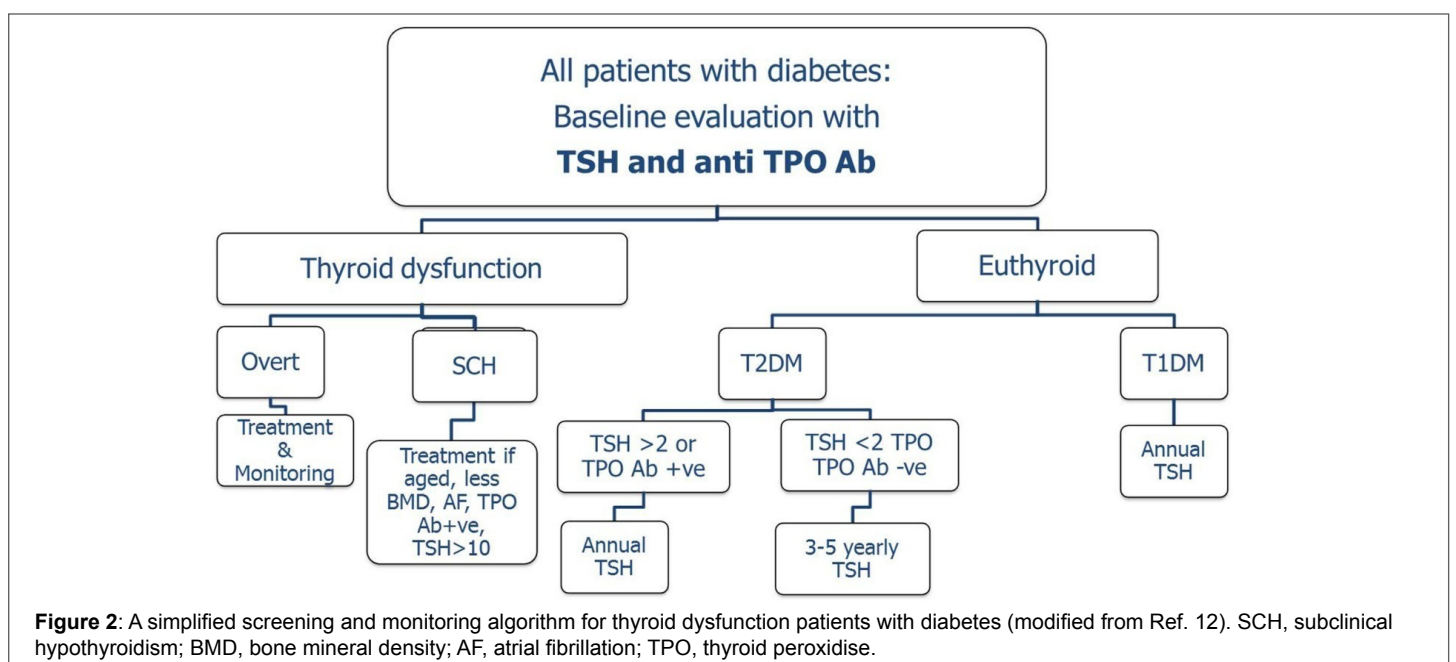 All patients with diabetes:
Baseline evaluation with
TSH and anti TPO Ab
Thyroid dysfunction
Euthyroid
Overt
SCH
T2DM
T1DM
Treatment
&
Monitoring
Treatment if
aged, less
BMD, AF, TPO
Ab+ve,
TSH>10
TSH >2 or
TPO Ab +ve
TSH <2 TPO
TPO Ab -ve
Annual
TSH
Annual
TSH
3-5 yearly
TSH
Figure 2: A simplified screening and monitoring algorithm for thyroid dysfunction patients with diabetes (modified from Ref. 12). SCH, subclinical
hypothyroidism; BMD, bone mineral density; AF, atrial fibrillation; TPO, thyroid peroxidise.